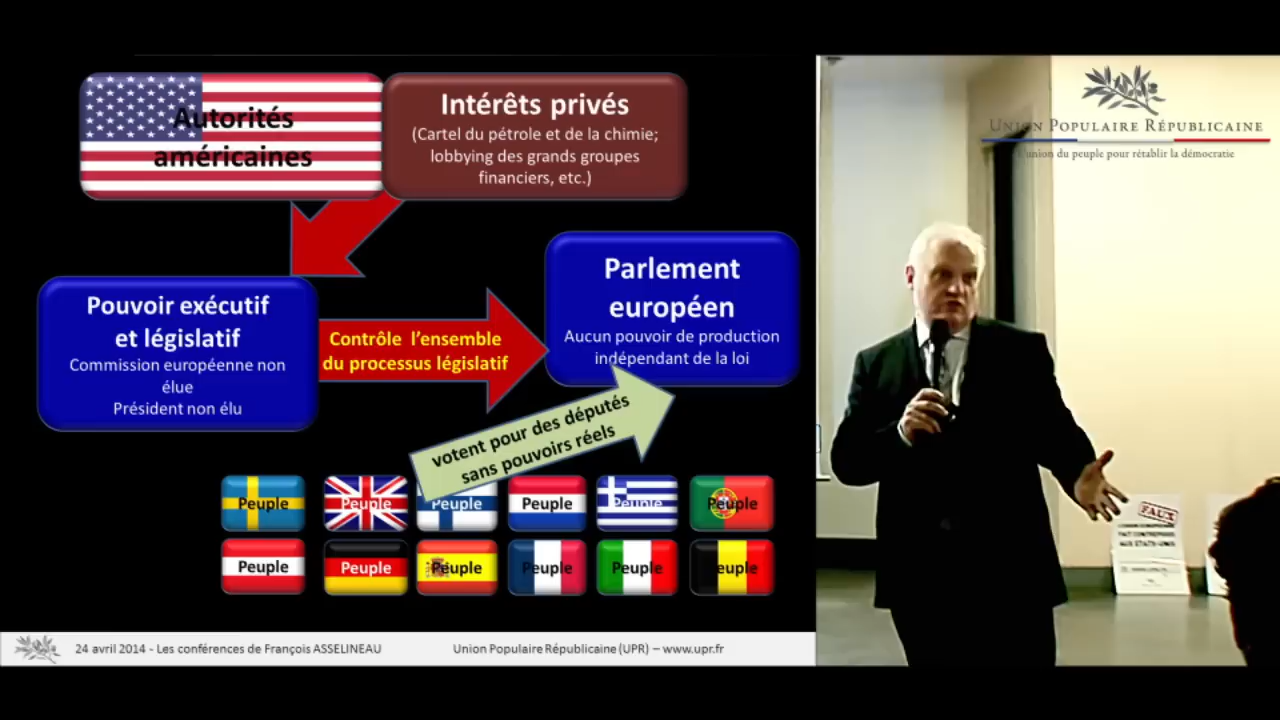 Autorités
américaines
Intérêts privés
(Cartel du pétrole et de la chimie;
lobbying des grands groupes
financiers, etc.)
Pouvoir exécutif
et législatif
Commission européenne non
élue
Président non élu
Contrôle l'ensemble
du processus législatif
Parlement
européen
Aucun pouvoir de production
indépendant de la loi
votent pour des députés
sans pouvoirs réels
Peuple
Peuple
Peuple
Peuple
Peuple
Peuple
Peuple
Peuple
Peuple
Peuple
Peuple
Peuple
24 avril 2014 - Les conférences de François ASSELINEAU
Union Populaire Républicaine (UPR) – www.upr.fr
UNION POPULAIRE RÉPUBLICAINE
L'union du peuple pour rétablir la démocratie
FAUX